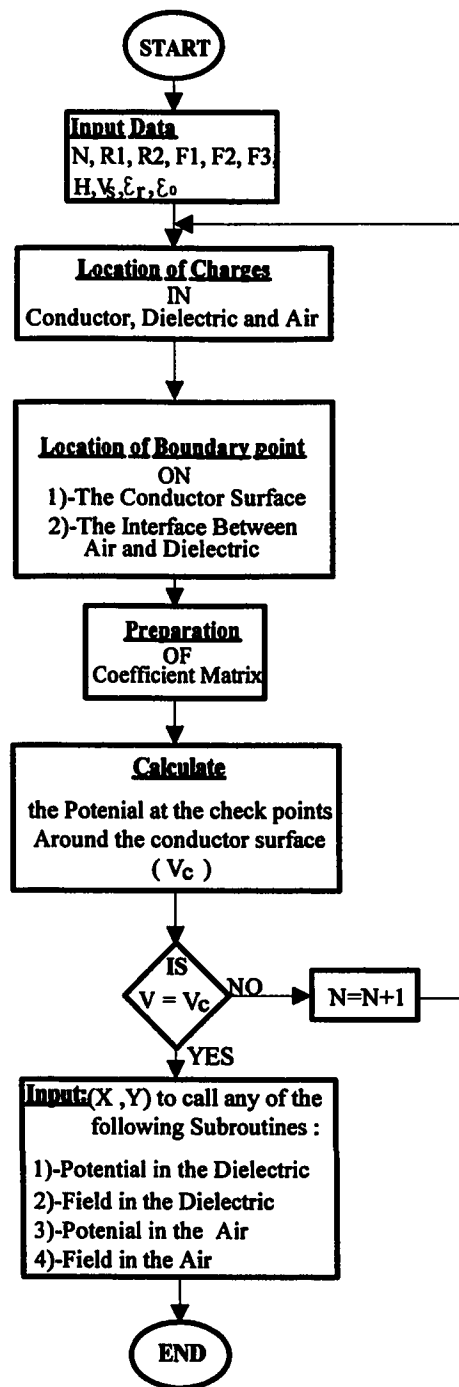 START
Input Data
N, R1, R2, F1, F2, F3,
H,Vs,εr,εo
Location of Charges
IN
Conductor, Dielectric and Air
Location of Boundary point
ON
1)-The Conductor Surface
2)-The Interface Between
Air and Dielectric
Preparation
OF
Coefficient Matrix
Calculate
the Potenial at the check points
Around the conductor surface
( Vc )
IS
V = Vc
NO
N=N+1
YES
Input:(X ,Y) to call any of the
following Subroutines :
1)-Potential in the Dielectric
2)-Field in the Dielectric
3)-Potenial in the Air
4)-Field in the Air
END